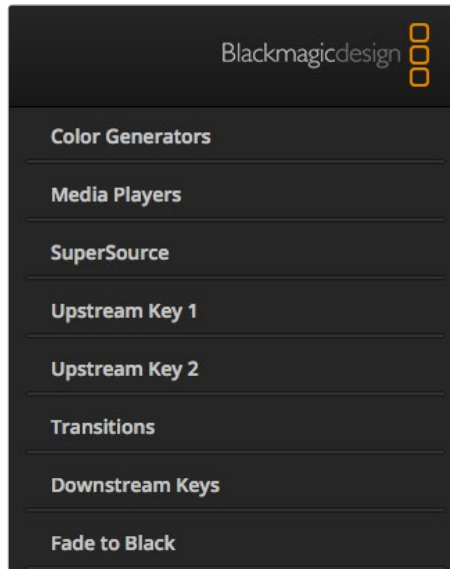 Blackmagicdesign
Color Generators
Media Players
SuperSource
Upstream Key 1
Upstream Key 2
Transitions
Downstream Keys
Fade to Black